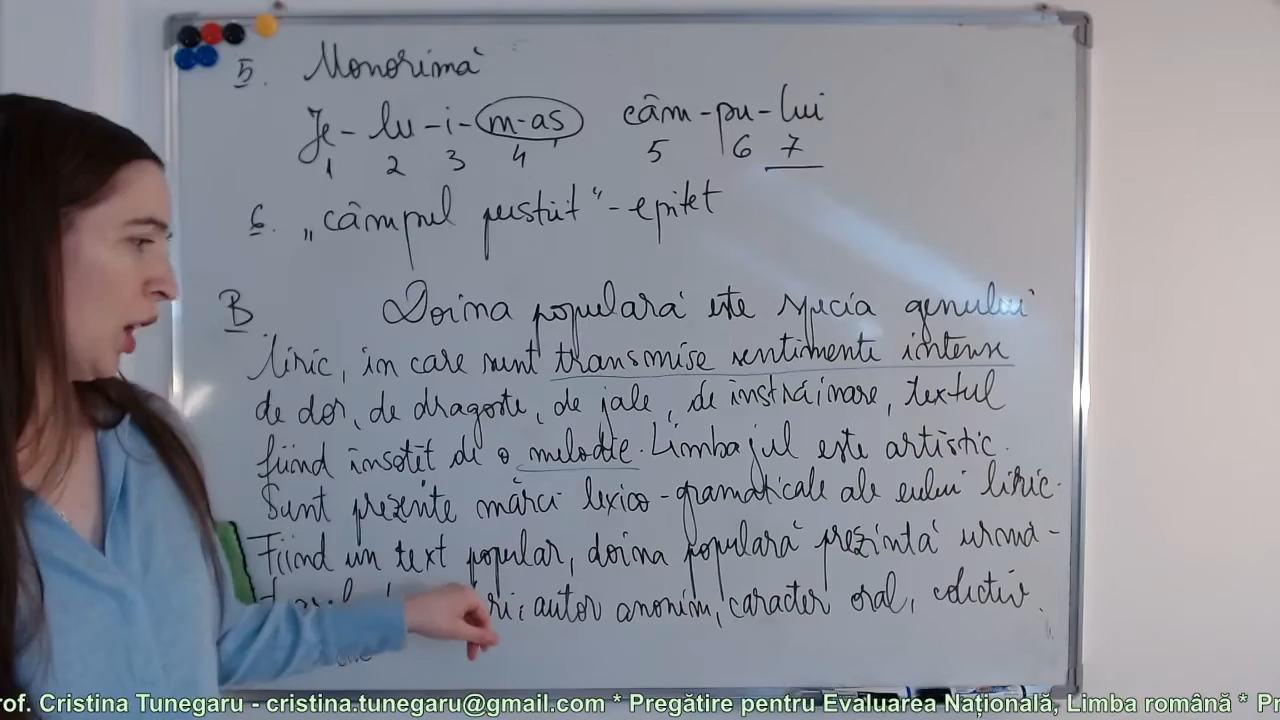 5. Monorimă
Je-lu-i-m-aș câm-pu-lui
1 2 3 4 5 6 7
6. „câmpul pustiit" - epitet
B. Doina populară este specia genului
liric, în care sunt transmise sentimente intense
de dor, de dragoste, de jale, de înstrăinare, textul
fiind însoțit de o melodie. Limbajul este artistic.
Sunt prezente mărci lexico-gramaticale ale eului liric.
Fiind un text popular, doina populară prezintă urmă-
autor anonim, caracter oral, colectiv.
of. Cristina Tunegaru - cristina.tunegaru@gmail.com * Pregătire pentru Evaluarea Națională, Limba română * Pr